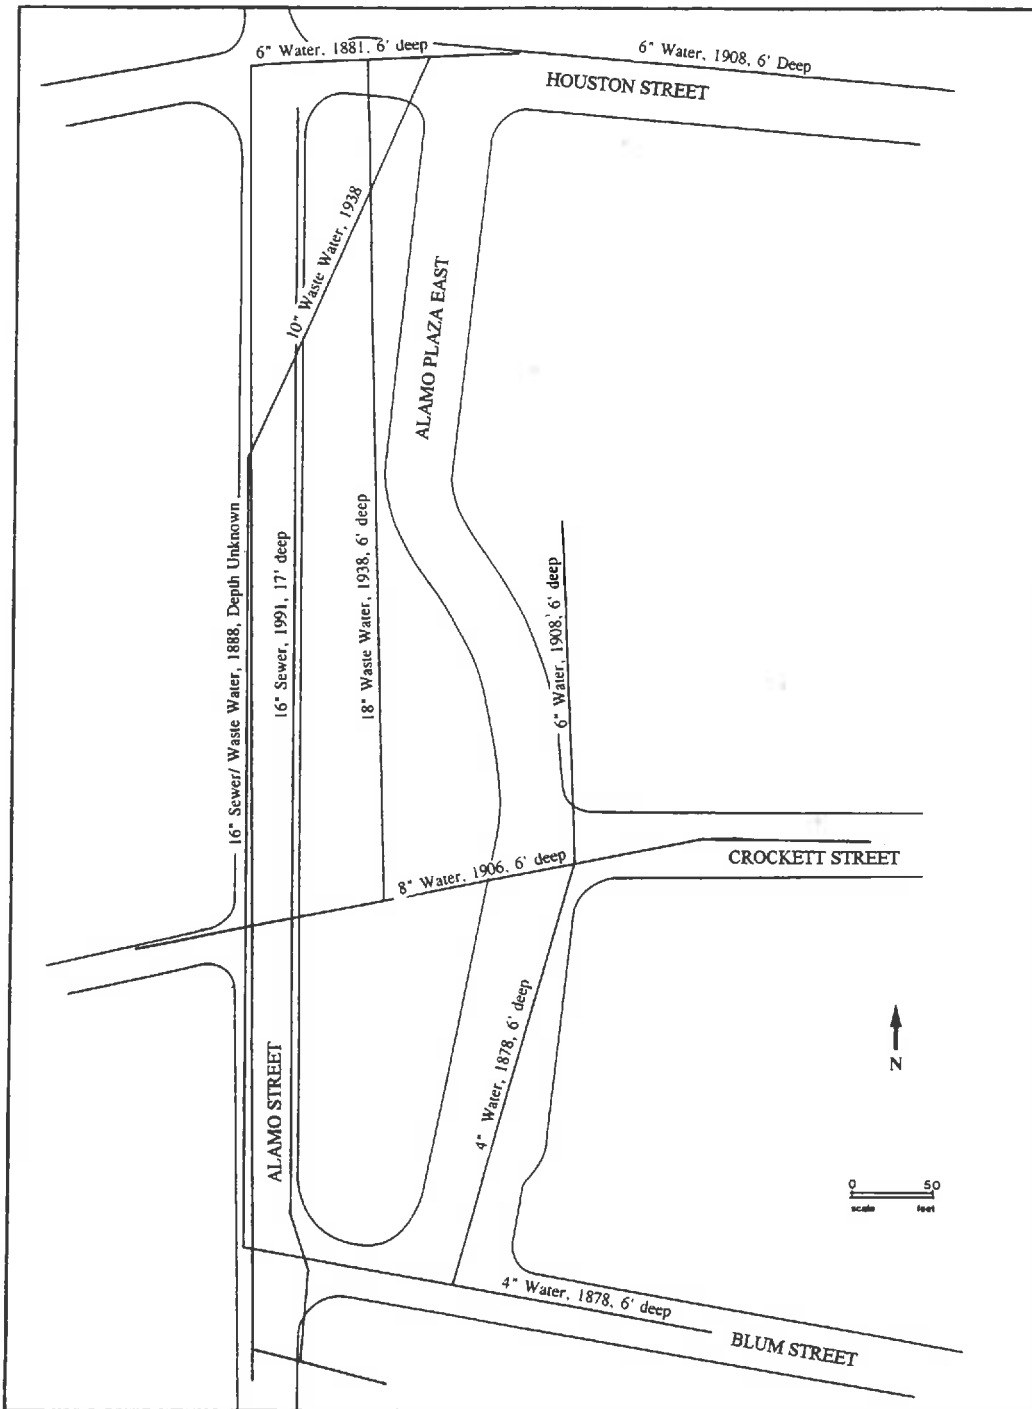 6" Water, 1881, 6' deep
6" Water, 1908, 6' Deep
HOUSTON STREET
10" Waste Water, 1938
ALAMO PLAZA EAST
16" Sewer/ Waste Water, 1888, Depth Unknown
16" Sewer, 1991, 17' deep
18" Waste Water, 1938, 6' deep
6" Water, 1908, 6' deep
8" Water, 1906, 6' deep
CROCKETT STREET
4" Water, 1878, 6' deep
N
ALAMO STREET
0 50
scale feet
4" Water, 1878, 6' deep
BLUM STREET